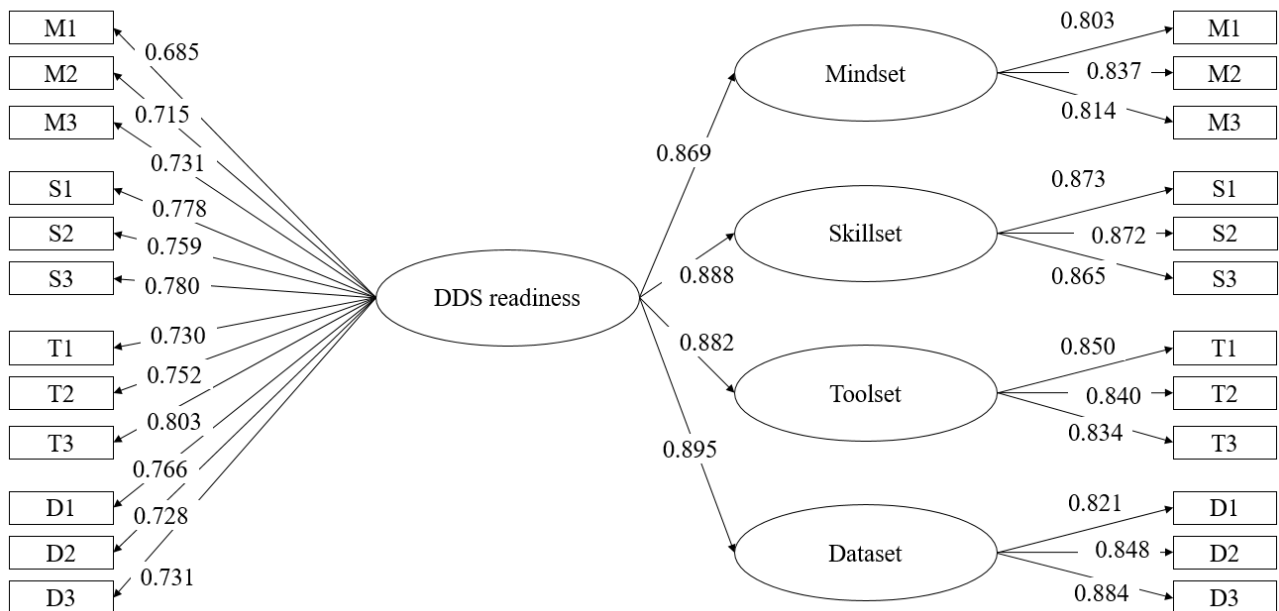 M1
0.685
M2
0.715
M3
0.731
S1
0.778
S2
0.759
S3
0.780
T1
0.730
T2
0.752
T3
0.803
D1
0.766
D2
0.728
D3
0.731
DDS readiness
0.869
0.888
0.882
0.895
Mindset
0.803
M1
0.837
M2
0.814
M3
Skillset
0.873
S1
0.872
S2
0.865
S3
Toolset
0.850
T1
0.840
T2
0.834
T3
Dataset
0.821
D1
0.848
D2
0.884
D3